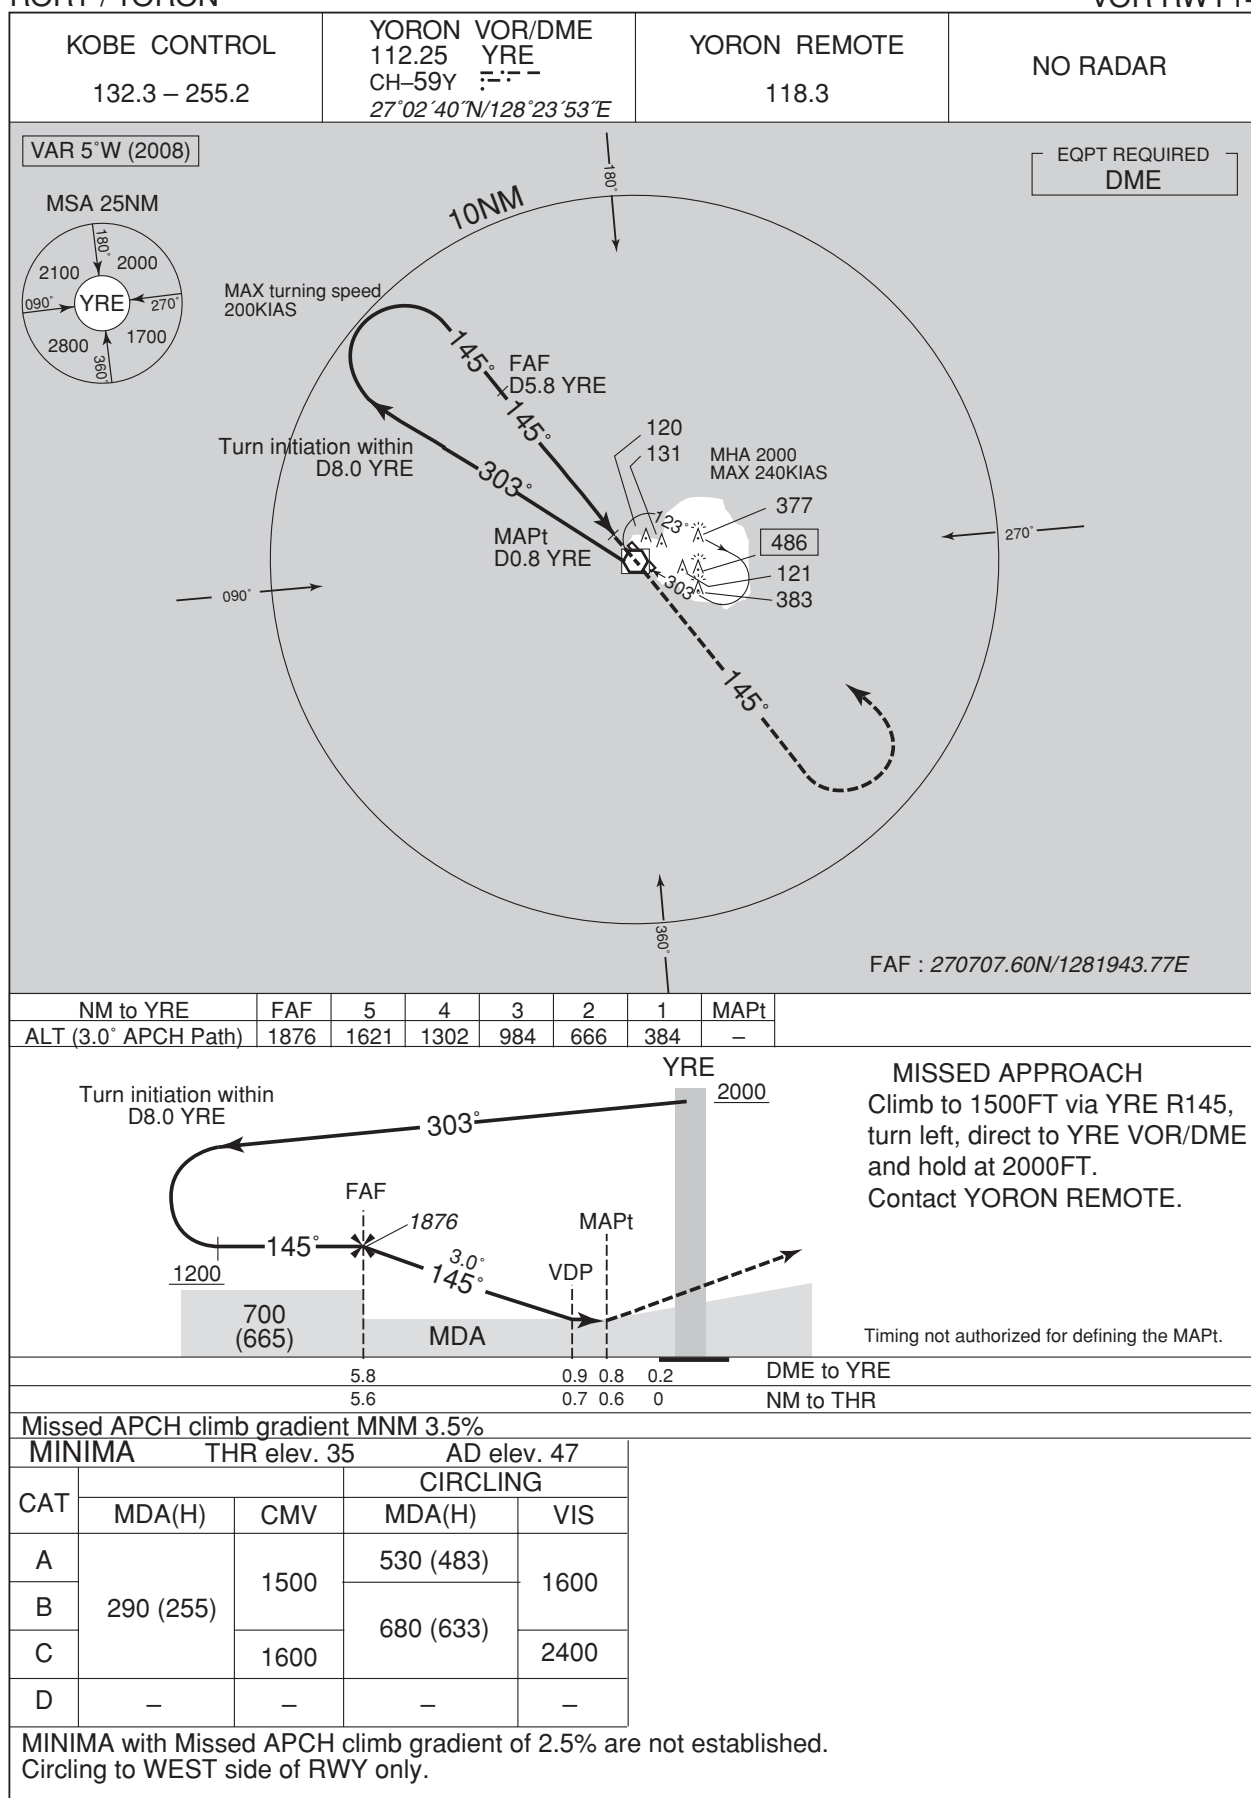 KOBE CONTROL
132.3 – 255.2
YORON VOR/DME
112.25 YRE
CH–59Y
27°02´40˝N/128°23´53˝E
YORON REMOTE
118.3
NO RADAR
VAR 5°W (2008)
EQPT REQUIRED
DME
MSA 25NM
180°
2100
2000
090°
YRE
270°
2800
1700
360°
10NM
180°
MAX turning speed
200KIAS
145°
FAF
D5.8 YRE
145°
Turn initiation within
D8.0 YRE
303°
120
131
MHA 2000
MAX 240KIAS
377
123°
MAPt
D0.8 YRE
486
270°
121
303°
383
090°
145°
360°
FAF : 270707.60N/1281943.77E
NM to YRE FAF 5 4 3 2 1 MAPt
ALT (3.0° APCH Path) 1876 1621 1302 984 666 384 –
YRE
2000
Turn initiation within
D8.0 YRE
303°
FAF
1876
MAPt
145°
3.0°
145°
VDP
1200
700
(665)
MDA
MISSED APPROACH
Climb to 1500FT via YRE R145,
turn left, direct to YRE VOR/DME
and hold at 2000FT.
Contact YORON REMOTE.
Timing not authorized for defining the MAPt.
5.8 0.9 0.8 0.2 DME to YRE
5.6 0.7 0.6 0 NM to THR
Missed APCH climb gradient MNM 3.5%
MINIMA THR elev. 35 AD elev. 47
CAT CIRCLING
MDA(H) CMV MDA(H) VIS
A 290 (255) 1500 530 (483) 1600
B 680 (633)
C 1600 2400
D – – – –
MINIMA with Missed APCH climb gradient of 2.5% are not established.
Circling to WEST side of RWY only.